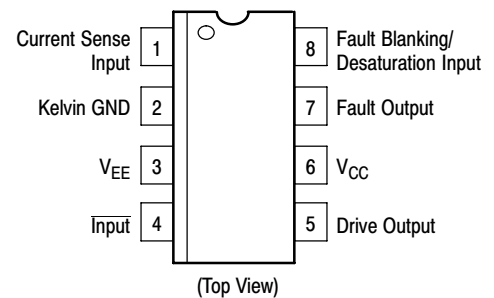 Current Sense
Input
1
Kelvin GND
2
VEE
3
Input
4
8
Fault Blanking/
Desaturation Input
7
Fault Output
6
VCC
5
Drive Output
(Top View)